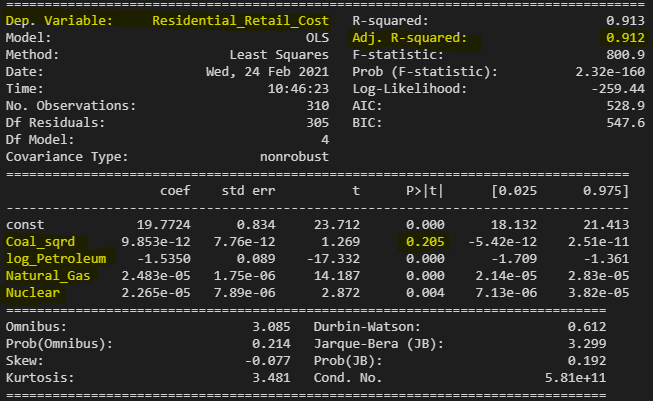 Dep. Variable: Residential_Retail_Cost R-squared: 0.913
Model: OLS Adj. R-squared: 0.912
Method: Least Squares F-statistic: 800.9
Date: Wed, 24 Feb 2021 Prob (F-statistic): 2.32e-160
Time: 10:46:23 Log-Likelihood: -259.44
No. Observations: 310 AIC: 528.9
Df Residuals: 305 BIC: 547.6
Df Model: 4
Covariance Type: nonrobust
coef std err t P>|t| [0.025 0.975]
const 19.7724 0.834 23.712 0.000 18.132 21.413
Coal_sqrd 9.853e-12 7.76e-12 1.269 0.205 -5.42e-12 2.51e-11
log_Petroleum -1.5350 0.089 -17.332 0.000 -1.709 -1.361
Natural_Gas 2.483e-05 1.75e-06 14.187 0.000 2.14e-05 2.83e-05
Nuclear 2.265e-05 7.89e-06 2.872 0.004 7.13e-06 3.82e-05
Omnibus: 3.085 Durbin-Watson: 0.612
Prob(Omnibus): 0.214 Jarque-Bera (JB): 3.299
Skew: -0.077 Prob(JB): 0.192
Kurtosis: 3.481 Cond. No. 5.81e+11